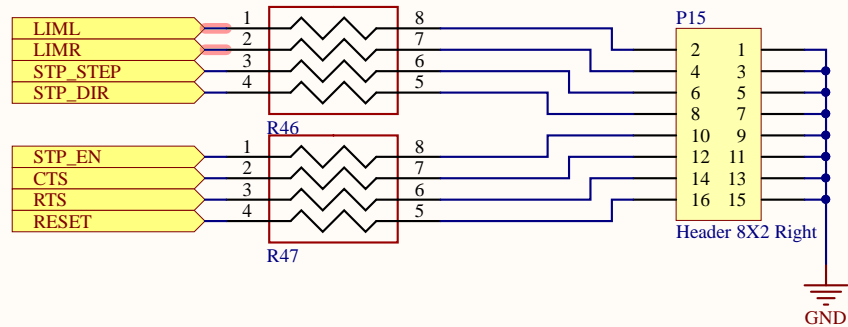 LIML 1 8
LIMR 2 7
STP_STEP 3 6
STP_DIR 4 5
R46
STP_EN 1 8
CTS 2 7
RTS 3 6
RESET 4 5
R47
P15
2 1
4 3
6 5
8 7
10 9
12 11
14 13
16 15
Header 8X2 Right
GND